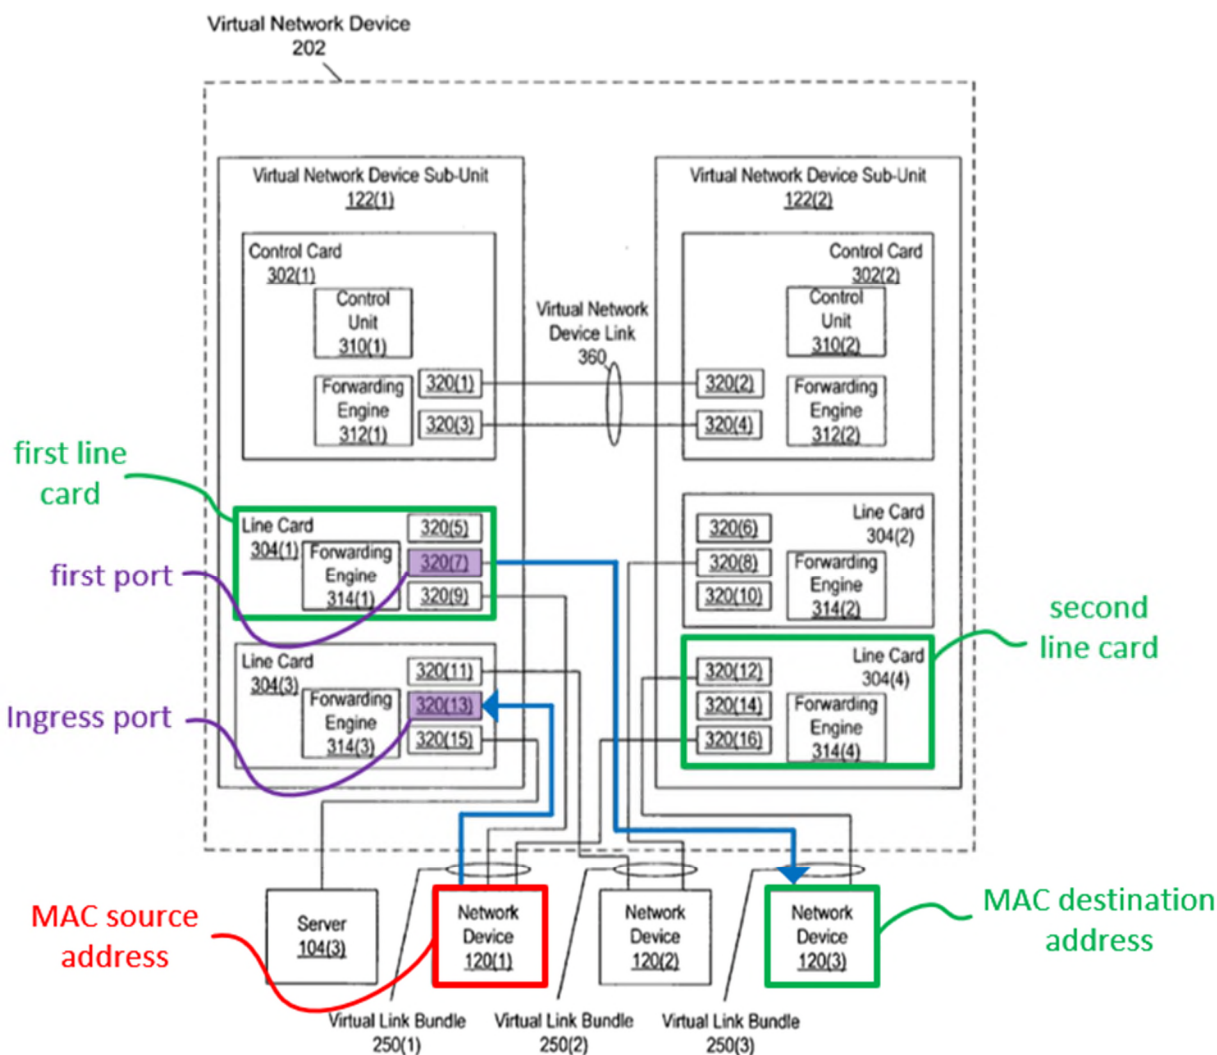 Virtual Network Device
202
Virtual Network Device Sub-Unit
122(1)
Control Card
302(1)
Control
Unit
310(1)
Forwarding
Engine
312(1)
320(1)
320(3)
Virtual Network
Device Link
360
Virtual Network Device Sub-Unit
122(2)
Control Card
302(2)
Control
Unit
310(2)
320(2)
320(4)
Forwarding
Engine
312(2)
first line
card
first port
Ingress port
Line Card
304(1)
Forwarding
Engine
314(1)
320(5)
320(7)
320(9)
Line Card
304(3)
Forwarding
Engine
314(3)
320(11)
320(13)
320(15)
320(6)
320(8)
320(10)
Line Card
304(2)
Forwarding
Engine
314(2)
320(12)
320(14)
320(16)
Line Card
304(4)
Forwarding
Engine
314(4)
second
line card
MAC source
address
Server
104(3)
Network
Device
120(1)
Network
Device
120(2)
Network
Device
120(3)
MAC destination
address
Virtual Link Bundle
250(1)
Virtual Link Bundle
250(2)
Virtual Link Bundle
250(3)